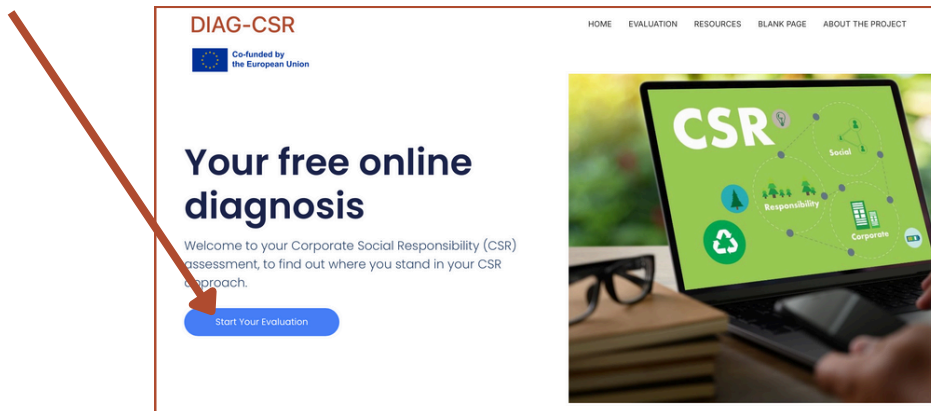 DIAG-CSR
HOME EVALUATION RESOURCES BLANK PAGE ABOUT THE PROJECT
Co-funded by
the European Union
Your free online
diagnosis
Welcome to your Corporate Social Responsibility (CSR)
assessment, to find out where you stand in your CSR
approach.
Start Your Evaluation
CSR
Social
Responsibility
Corporate